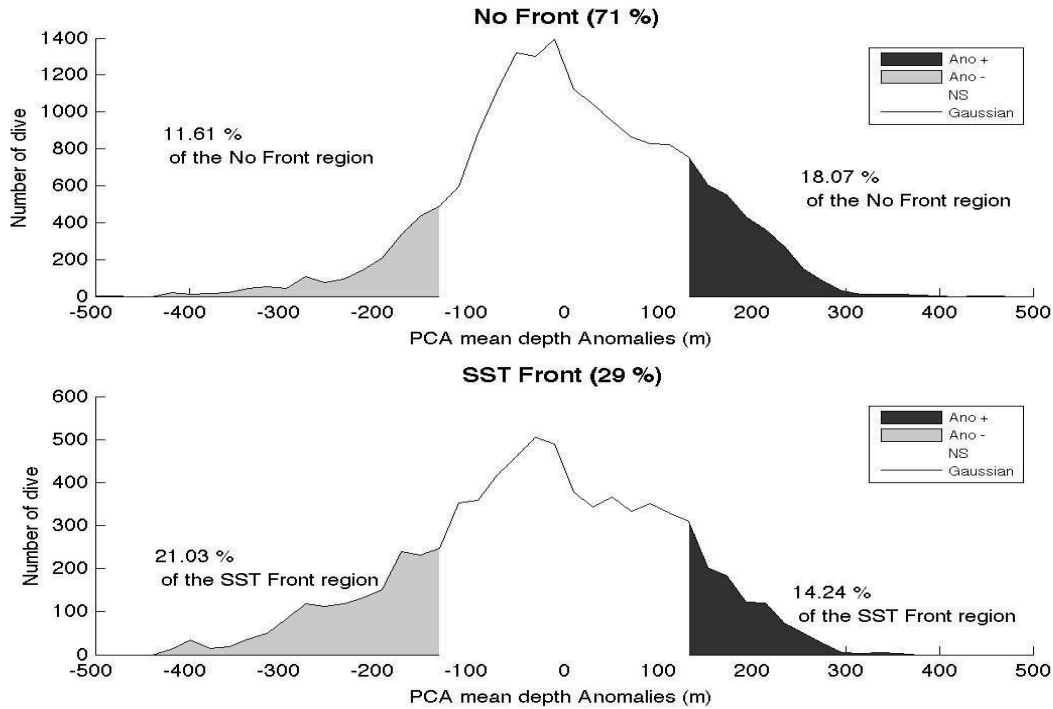 No Front (71 %)
1400
1200
1000
800
600
400
200
0
Number of dive
11.61 %
of the No Front region
18.07 %
of the No Front region
Ano +
Ano -
NS
Gaussian
-500 -400 -300 -200 -100 0 100 200 300 400 500
PCA mean depth Anomalies (m)
SST Front (29 %)
600
500
400
300
200
100
0
Number of dive
21.03 %
of the SST Front region
14.24 %
of the SST Front region
Ano +
Ano -
NS
Gaussian
-500 -400 -300 -200 -100 0 100 200 300 400 500
PCA mean depth Anomalies (m)